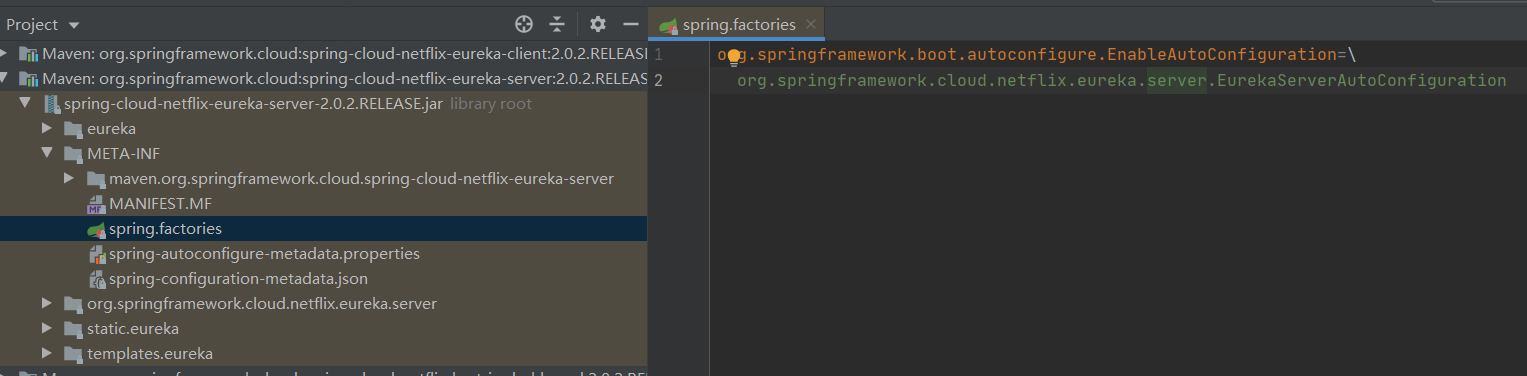 Project
spring.factories
Maven: org.springframework.cloud:spring-cloud-netflix-eureka-client:2.0.2.RELEASE
Maven: org.springframework.cloud:spring-cloud-netflix-eureka-server:2.0.2.RELEASE
spring-cloud-netflix-eureka-server-2.0.2.RELEASE.jar library root
eureka
META-INF
maven.org.springframework.cloud.spring-cloud-netflix-eureka-server
MF MANIFEST.MF
spring.factories
spring-autoconfigure-metadata.properties
spring-configuration-metadata.json
org.springframework.cloud.netflix.eureka.server
static.eureka
templates.eureka
1 org.springframework.boot.autoconfigure.EnableAutoConfiguration=\
2 org.springframework.cloud.netflix.eureka.server.EurekaServerAutoConfiguration